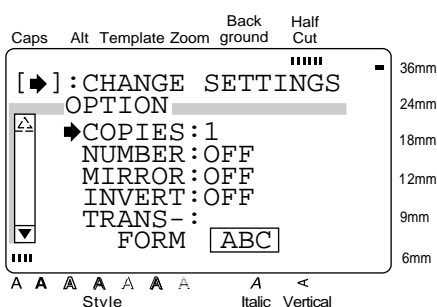 Caps Alt Template Zoom Back ground Half Cut
[➡]:CHANGE SETTINGS
OPTION
➡COPIES:1
NUMBER:OFF
MIRROR:OFF
INVERT:OFF
TRANS-:
FORM ABC
36mm
24mm
18mm
12mm
9mm
6mm
A A A A A A A A <
Style Italic Vertical